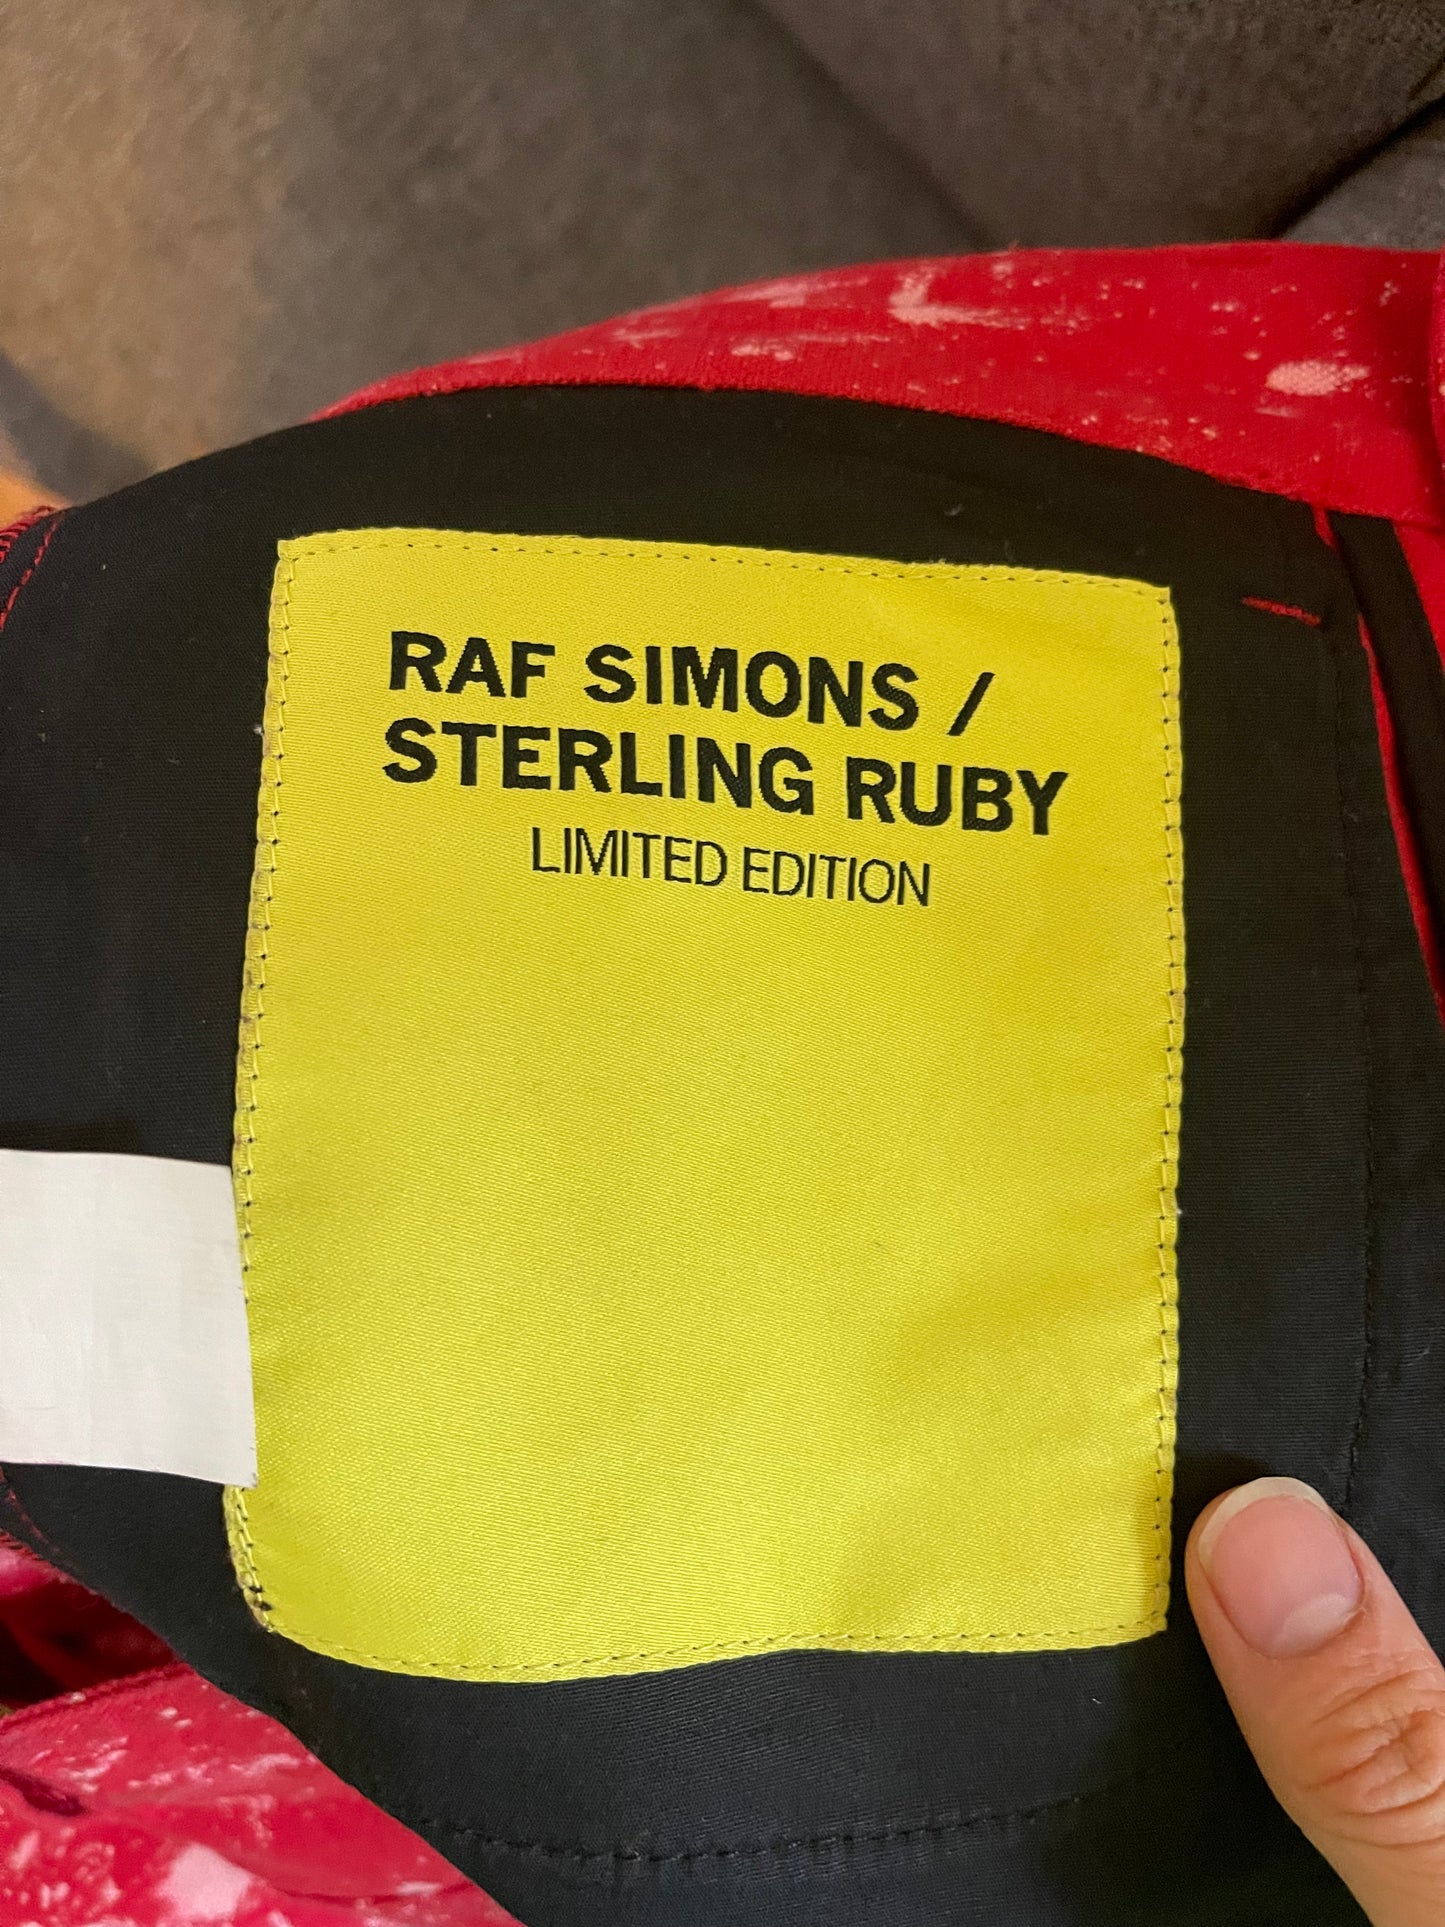 RAF SIMONS /
STERLING RUBY
LIMITED EDITION